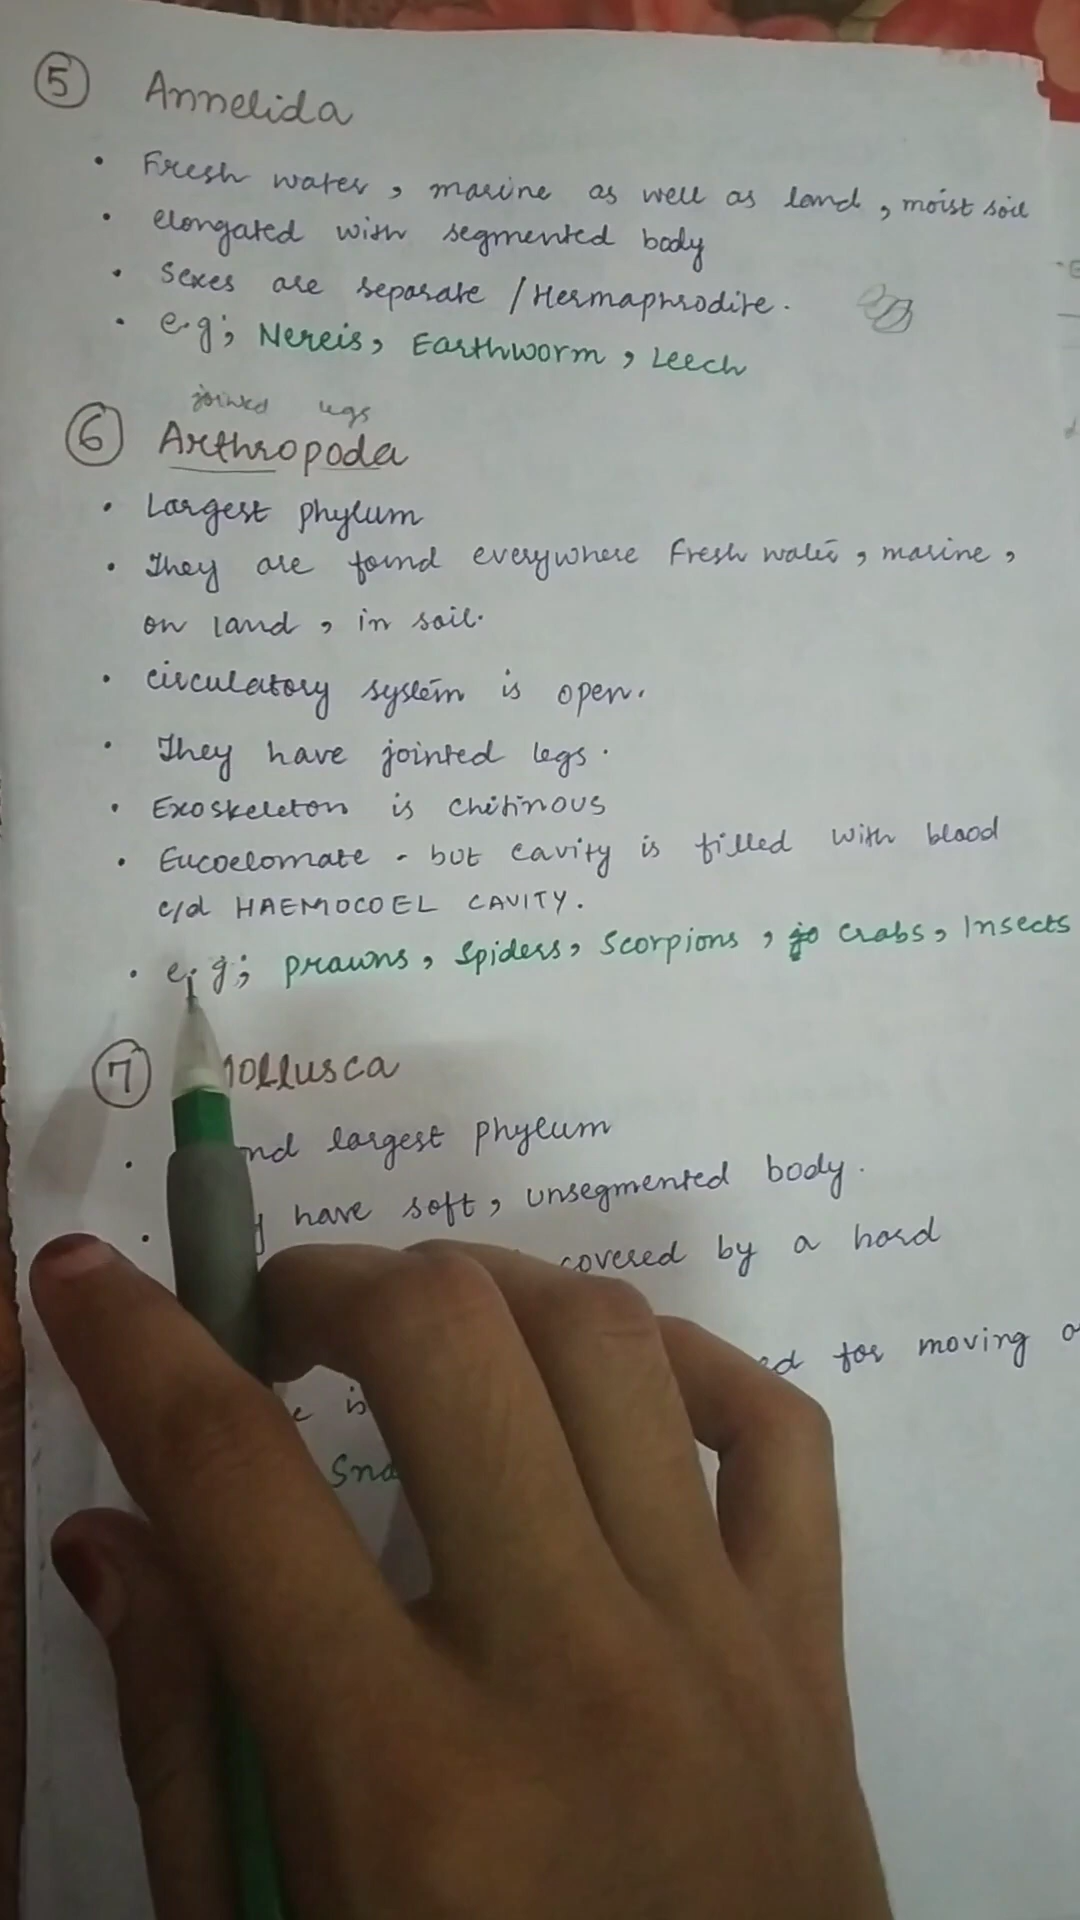 5 Annelida
• Fresh water, marine as well as land, moist soil
• elongated with segmented body
• Sexes are separate / Hermaphrodite.
• e.g; Nereis, Earthworm, Leech
jointed legs
6 Arthropoda
• Largest phylum
• They are found everywhere Fresh water, marine,
on land, in soil.
• circulatory system is open.
• They have jointed legs.
• Exoskeleton is chitinous
• Eucoelomate - but cavity is filled with blood
c/d HAEMOCOEL CAVITY.
• e.g; prawns, Spiders, Scorpions, crabs, Insects
7 Mollusca
• largest phylum
• have soft, unsegmented body.
covered by a hard
for moving
is